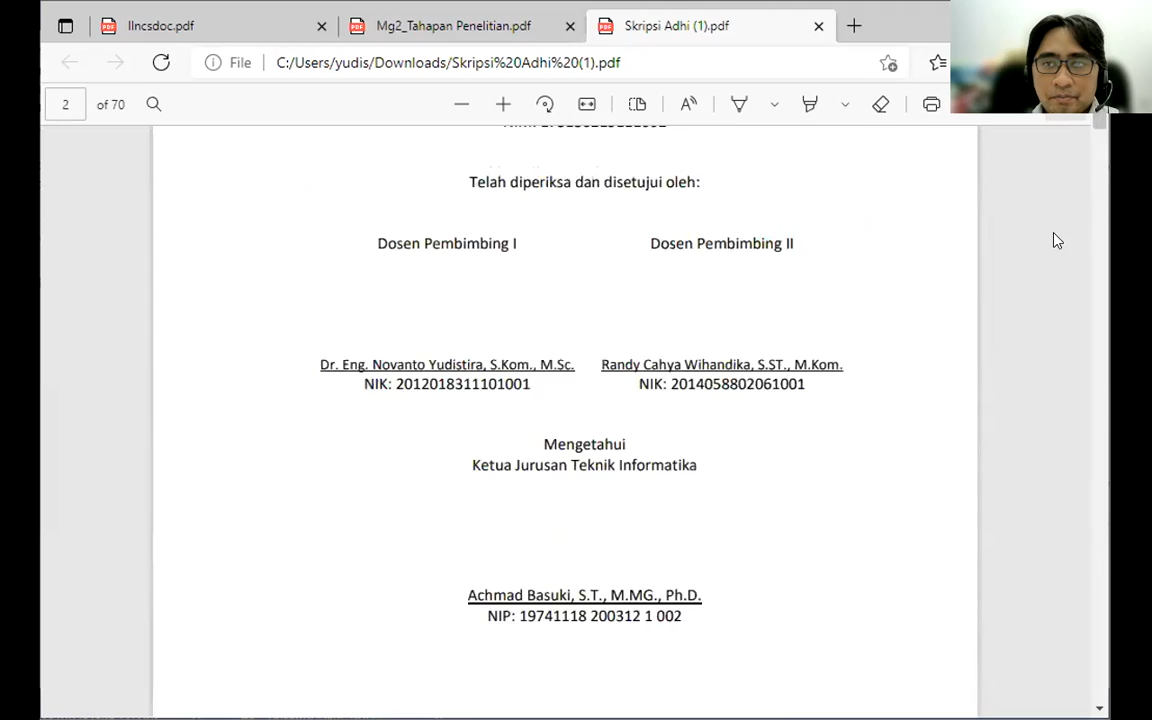 llncsdoc.pdf
Mg2_Tahapan Penelitian.pdf
Skripsi Adhi (1).pdf
File
C:/Users/yudis/Downloads/Skripsi%20Adhi%20(1).pdf
2 of 70
Telah diperiksa dan disetujui oleh:
Dosen Pembimbing I
Dosen Pembimbing II
Dr. Eng. Novanto Yudistira, S.Kom., M.Sc.
Randy Cahya Wihandika, S.ST., M.Kom.
NIK: 2012018311101001
NIK: 2014058802061001
Mengetahui
Ketua Jurusan Teknik Informatika
Achmad Basuki, S.T., M.MG., Ph.D.
NIP: 19741118 200312 1 002